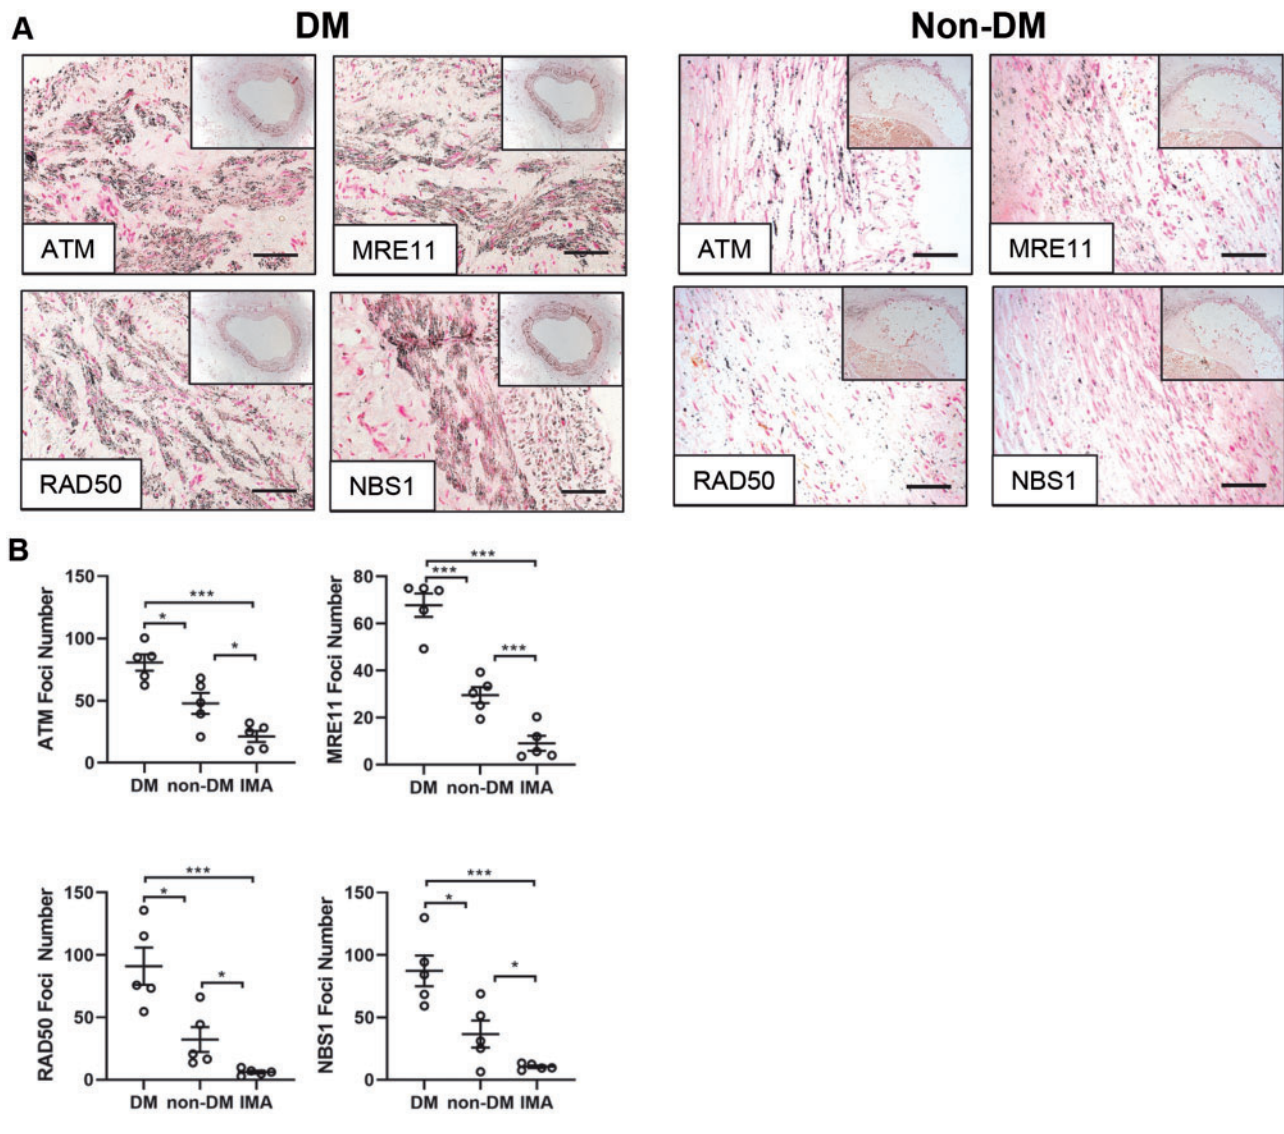 A DM Non-DM
ATM MRE11 ATM MRE11
RAD50 NBS1 RAD50 NBS1
B
ATM Foci Number
150
100
50
0
***
*
*
DM non-DM IMA
MRE11 Foci Number
80
60
40
20
0
***
***
***
DM non-DM IMA
RAD50 Foci Number
150
100
50
0
***
*
*
DM non-DM IMA
NBS1 Foci Number
150
100
50
0
***
*
*
DM non-DM IMA